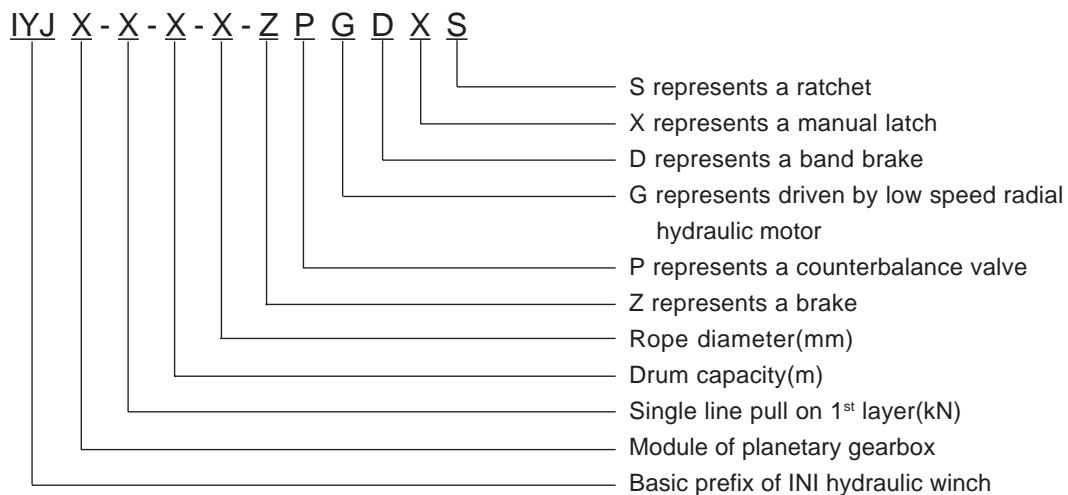 IYJ X - X - X - X - Z P G D X S
S represents a ratchet
X represents a manual latch
D represents a band brake
G represents driven by low speed radial
hydraulic motor
P represents a counterbalance valve
Z represents a brake
Rope diameter(mm)
Drum capacity(m)
Single line pull on 1st layer(kN)
Module of planetary gearbox
Basic prefix of INI hydraulic winch